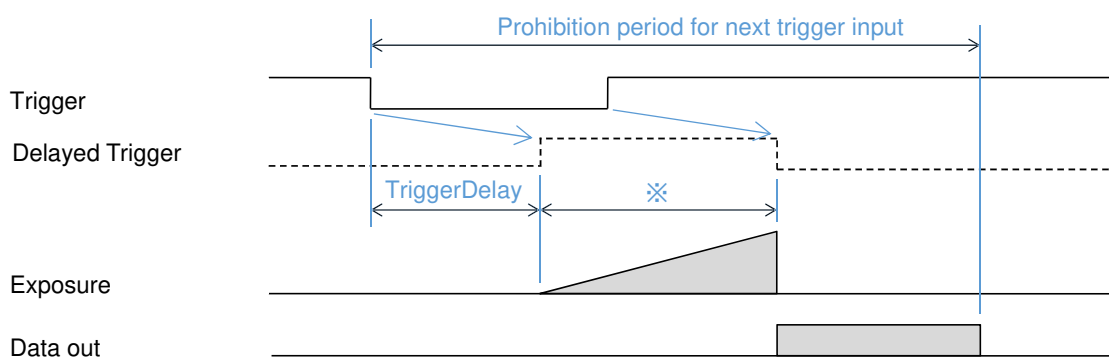 Prohibition period for next trigger input
Trigger
Delayed Trigger
TriggerDelay
※
Exposure
Data out